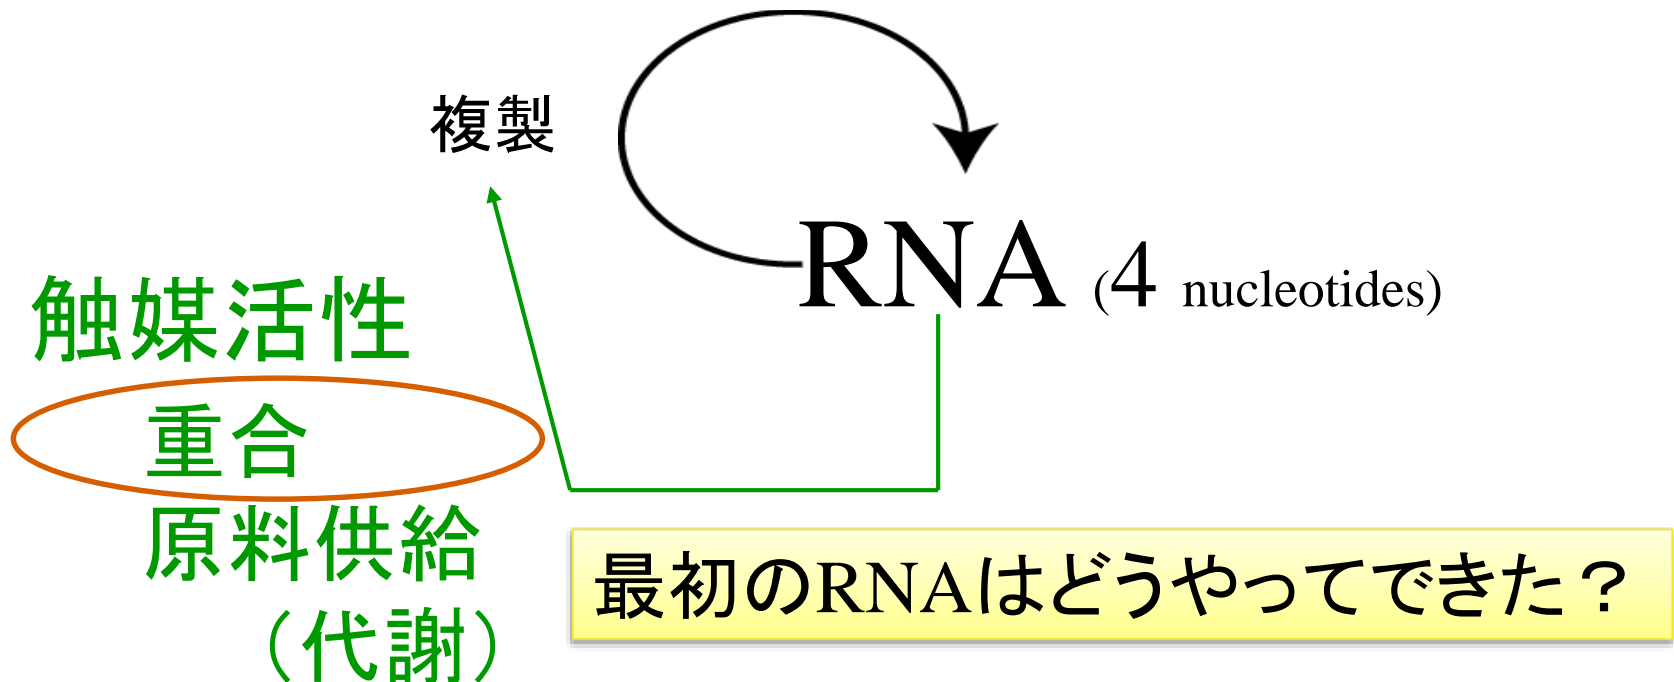 複製
RNA (4 nucleotides)
触媒活性
重合
原料供給
（代謝）
最初のRNAはどうやってできた？